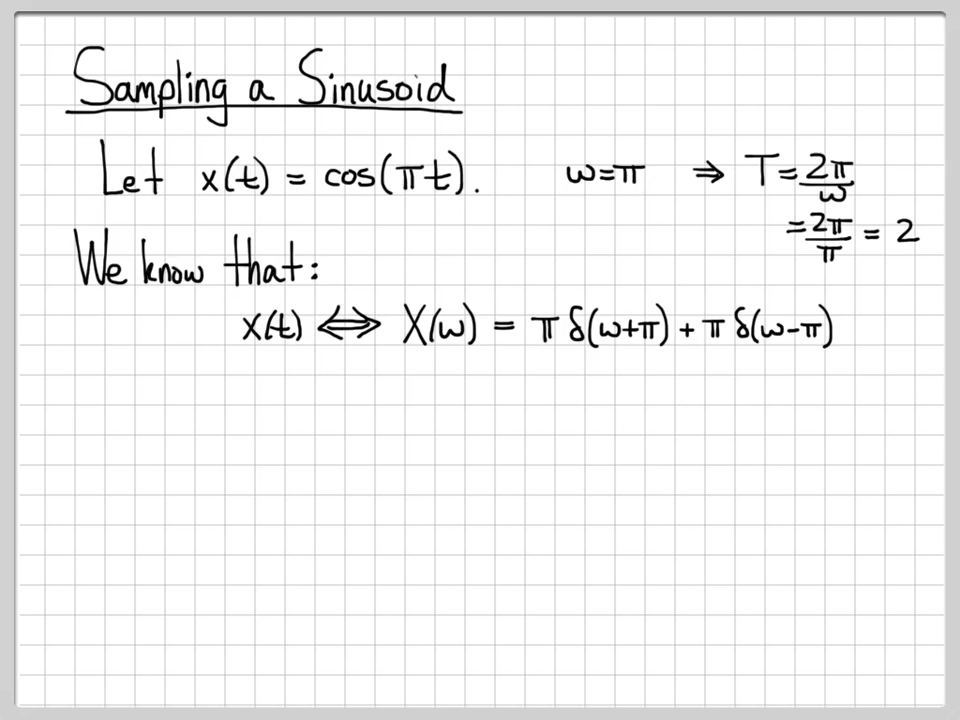 Sampling a Sinusoid
Let x(t) = cos(πt). ω=π ⇒ T = 2π/ω
= 2π/π = 2
We know that:
x(t) ⟺ X(ω) = π δ(ω+π) + π δ(ω-π)